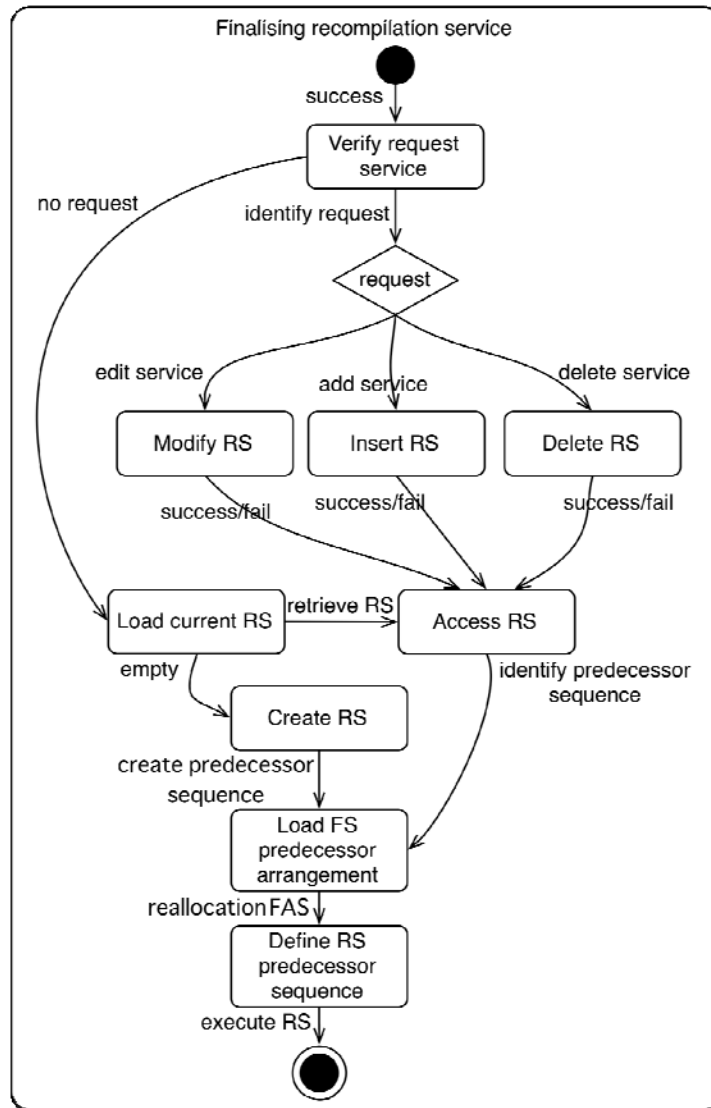 Finalising recompilation service
success
Verify request
service
no request
identify request
request
edit service
add service
delete service
Modify RS
Insert RS
Delete RS
success/fail
success/fail
success/fail
Load current RS
retrieve RS
Access RS
empty
identify predecessor
sequence
Create RS
create predecessor
sequence
Load FS
predecessor
arrangement
reallocation FAS
Define RS
predecessor
sequence
execute RS